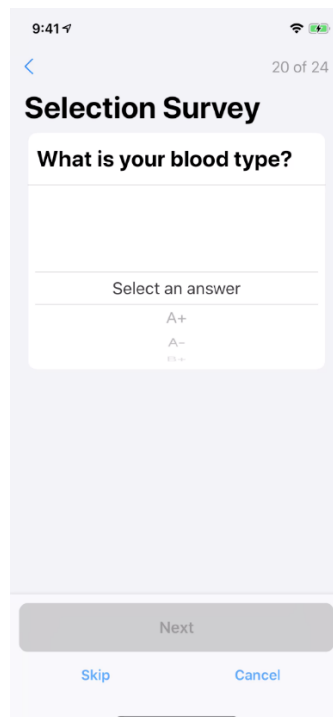 9:41
20 of 24
Selection Survey
What is your blood type?
Select an answer
A+
A-
Next
Skip
Cancel